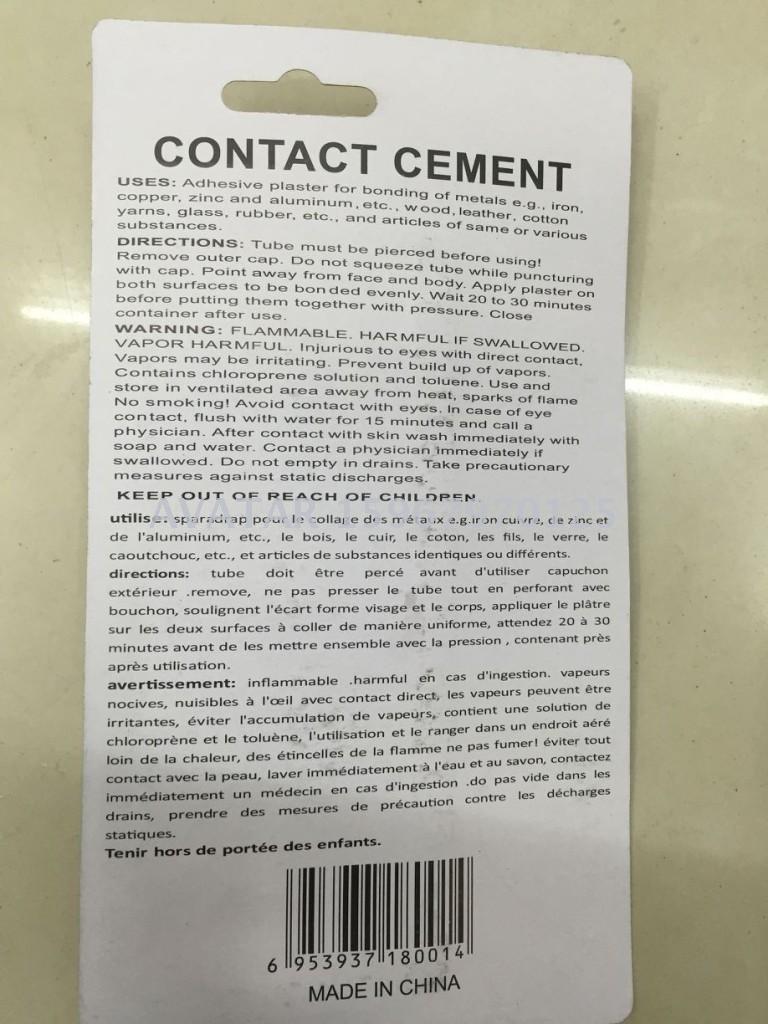 CONTACT CEMENT
USES: Adhesive plaster for bonding of metals e.g., iron,
copper, zinc and aluminum, etc., wood, leather, cotton
yarns, glass, rubber, etc., and articles of same or various
substances.
DIRECTIONS: Tube must be pierced before using!
Remove outer cap. Do not squeeze tube while puncturing
with cap. Point away from face and body. Apply plaster on
both surfaces to be bonded evenly. Wait 20 to 30 minutes
before putting them together with pressure. Close
container after use.
WARNING: FLAMMABLE. HARMFUL IF SWALLOWED.
VAPOR HARMFUL. Injurious to eyes with direct contact.
Vapors may be irritating. Prevent build up of vapors.
Contains chloroprene solution and toluene. Use and
store in ventilated area away from heat, sparks of flame
No smoking! Avoid contact with eyes. In case of eye
contact, flush with water for 15 minutes and call a
physician. After contact with skin wash immediately with
soap and water. Contact a physician immediately if
swallowed. Do not empty in drains. Take precautionary
measures against static discharges.
KEEP OUT OF REACH OF CHILDREN.
AVATAR
utilise: sparadrap pour le collage des métaux e.g.iron cuivre, de zinc et
de l'aluminium, etc., le bois, le cuir, le coton, les fils, le verre, le
caoutchouc, etc., et articles de substances identiques ou différents.
directions: tube doit être percé avant d'utiliser capuchon
extérieur .remove, ne pas presser le tube tout en perforant avec
bouchon, soulignent l'écart forme visage et le corps, appliquer le plâtre
sur les deux surfaces à coller de manière uniforme, attendez 20 à 30
minutes avant de les mettre ensemble avec la pression , contenant près
après utilisation.
avertissement: inflammable .harmful en cas d'ingestion. vapeurs
nocives, nuisibles à l'œil avec contact direct, les vapeurs peuvent être
irritantes, éviter l'accumulation de vapeurs, contient une solution de
chloroprène et le toluène, l'utilisation et le ranger dans un endroit aéré
loin de la chaleur, des étincelles de la flamme ne pas fumer! éviter tout
contact avec la peau, laver immédiatement à l'eau et au savon, contactez
immédiatement un médecin en cas d'ingestion .do pas vide dans les
drains, prendre des mesures de précaution contre les décharges
statiques.
Tenir hors de portée des enfants.
6 953937 180014
MADE IN CHINA